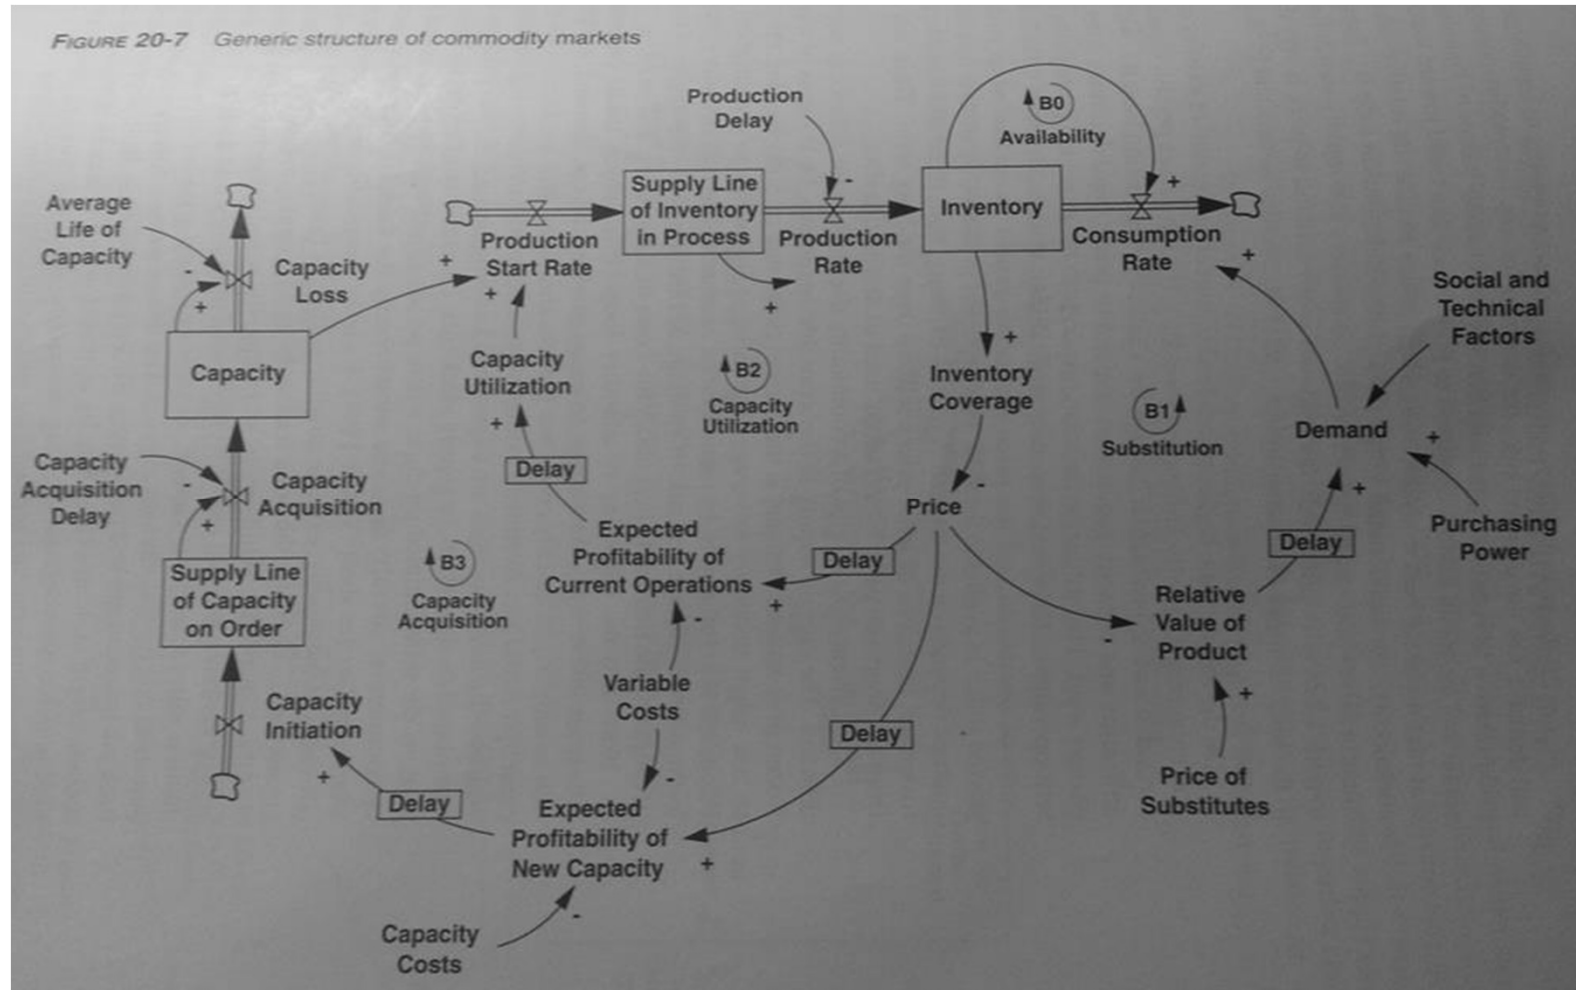 FIGURE 20-7 Generic structure of commodity markets
Production
Delay
B0
Availability
Average
Life of
Capacity
-
+
Capacity
Loss
Capacity
+
Production
Start Rate
+
Supply Line
of Inventory
in Process
+
-
Production
Rate
Inventory
+
Consumption
Rate
+
Social and
Technical
Factors
Capacity
Utilization
+
B2
Capacity
Utilization
+
Inventory
Coverage
B1
Substitution
Demand
+
Purchasing
Power
Capacity
Acquisition
Delay
-
+
Capacity
Acquisition
Delay
-
Price
Delay
+
Supply Line
of Capacity
on Order
B3
Capacity
Acquisition
Expected
Profitability of
Current Operations
Delay
+
-
Relative
Value of
Product
-
+
Price of
Substitutes
Variable
Costs
-
Delay
Capacity
Initiation
+
Delay
Expected
Profitability of
New Capacity
+
-
Capacity
Costs